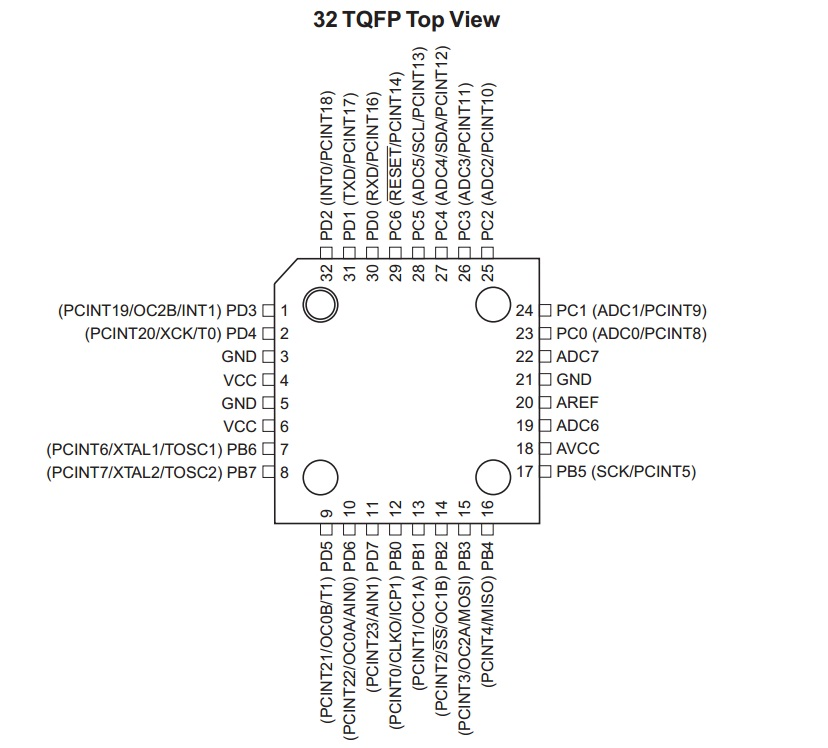 32 TQFP Top View
PD2 (INT0/PCINT18)
PD1 (TXD/PCINT17)
PD0 (RXD/PCINT16)
PC6 (RESET/PCINT14)
PC5 (ADC5/SCL/PCINT13)
PC4 (ADC4/SDA/PCINT12)
PC3 (ADC3/PCINT11)
PC2 (ADC2/PCINT10)
32 31 30 29 28 27 26 25
(PCINT19/OC2B/INT1) PD3 1
(PCINT20/XCK/T0) PD4 2
GND 3
VCC 4
GND 5
VCC 6
(PCINT6/XTAL1/TOSC1) PB6 7
(PCINT7/XTAL2/TOSC2) PB7 8
24 PC1 (ADC1/PCINT9)
23 PC0 (ADC0/PCINT8)
22 ADC7
21 GND
20 AREF
19 ADC6
18 AVCC
17 PB5 (SCK/PCINT5)
9 10 11 12 13 14 15 16
(PCINT21/OC0B/T1) PD5
(PCINT22/OC0A/AIN0) PD6
(PCINT23/AIN1) PD7
(PCINT0/CLKO/ICP1) PB0
(PCINT1/OC1A) PB1
(PCINT2/SS/OC1B) PB2
(PCINT3/OC2A/MOSI) PB3
(PCINT4/MISO) PB4